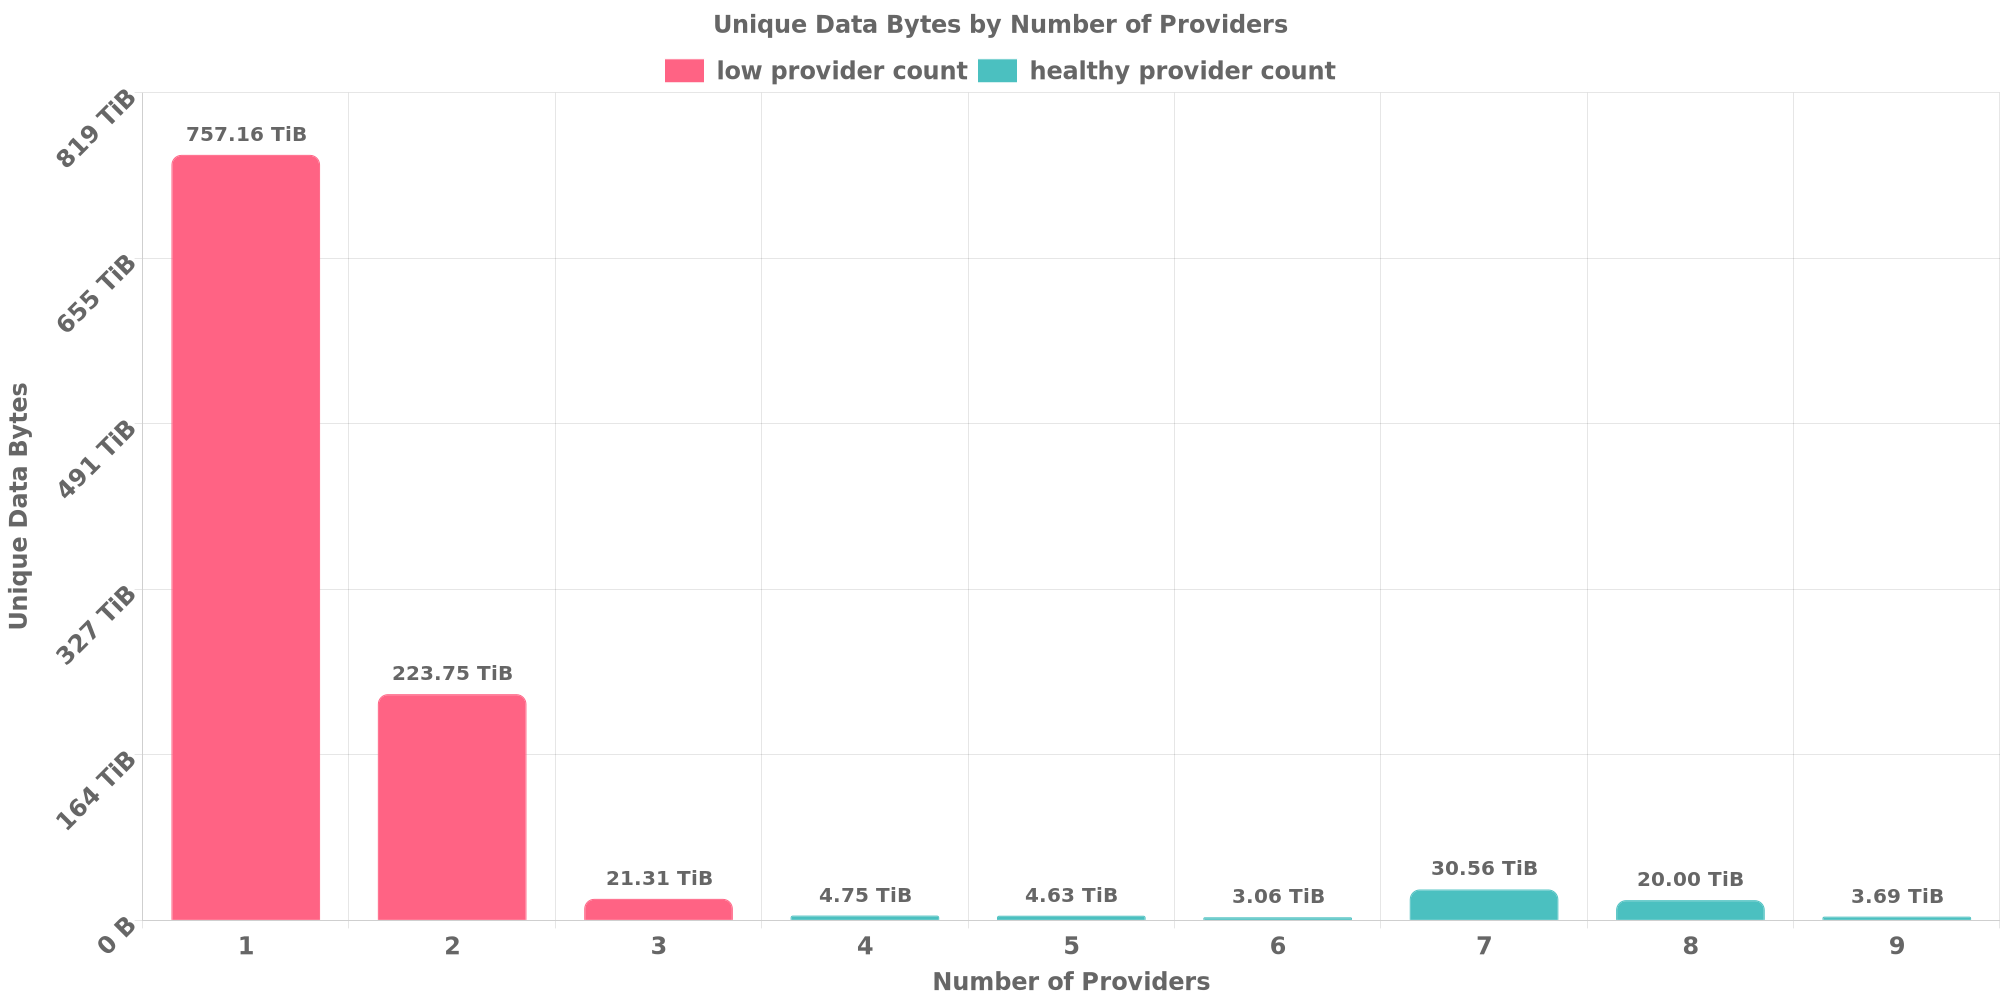 Unique Data Bytes by Number of Providers
low provider count healthy provider count
819 TiB
655 TiB
491 TiB
327 TiB
164 TiB
0 B
Unique Data Bytes
757.16 TiB
223.75 TiB
21.31 TiB
4.75 TiB
4.63 TiB
3.06 TiB
30.56 TiB
20.00 TiB
3.69 TiB
1 2 3 4 5 6 7 8 9
Number of Providers